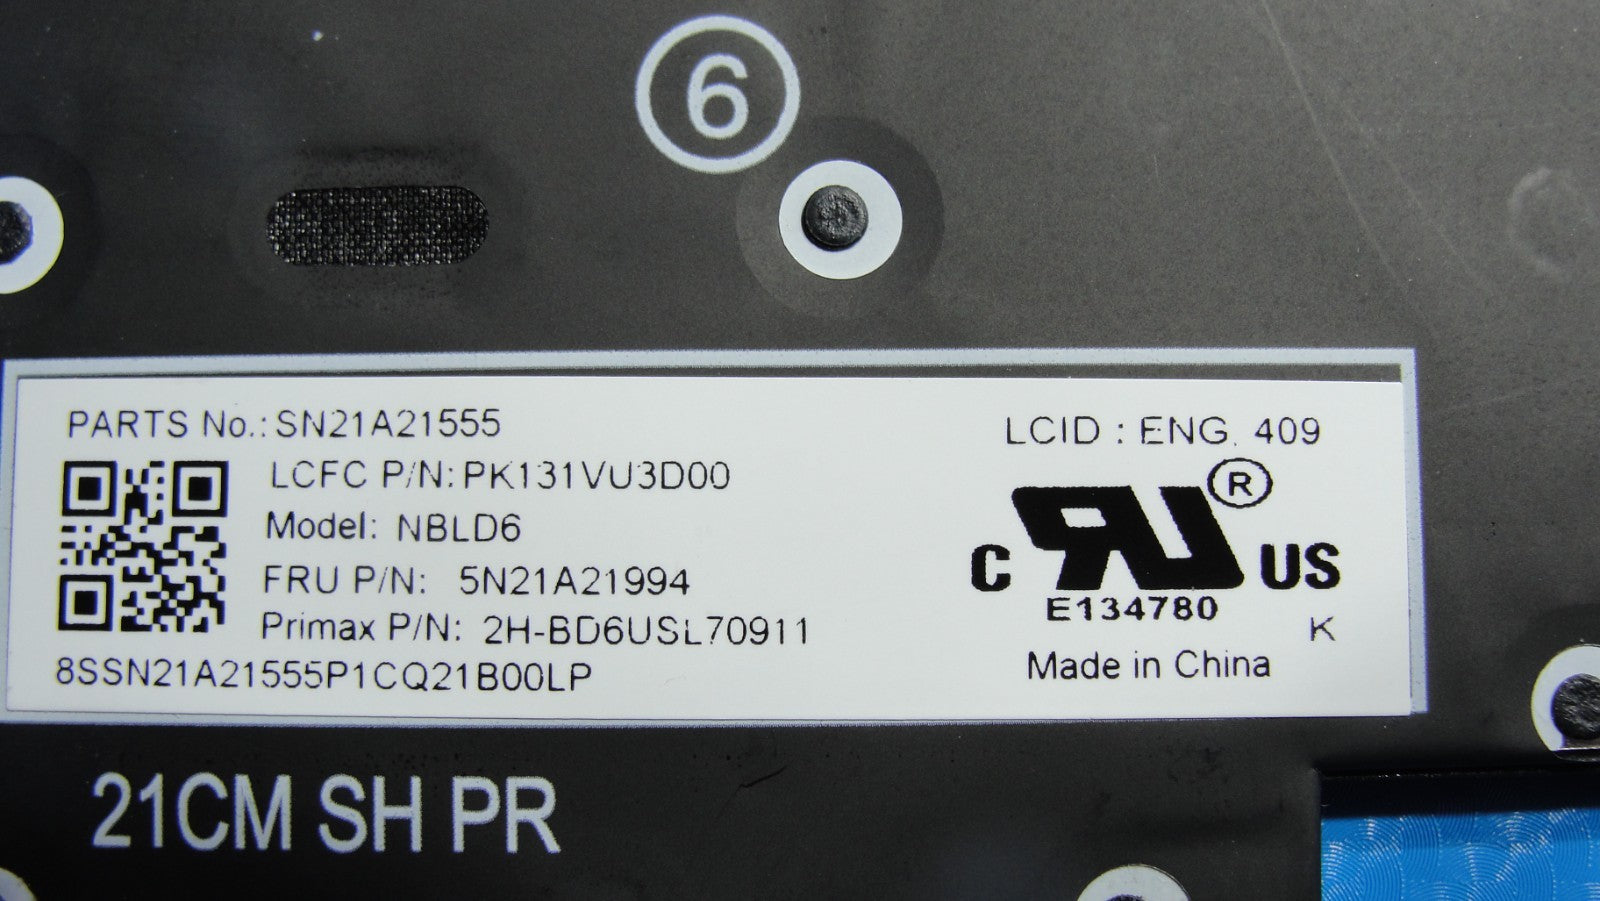 6
PARTS No.: SN21A21555
LCFC P/N: PK131VU3D00
Model: NBLD6
FRU P/N: 5N21A21994
Primax P/N: 2H-BD6USL70911
8SSN21A21555P1CQ21B00LP
LCID : ENG. 409
®
C RU US
E134780
K
Made in China
21CM SH PR